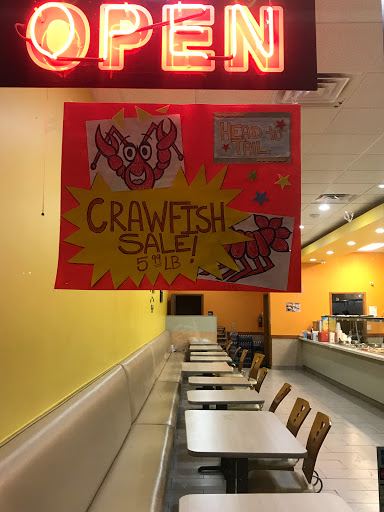 OPEN
HEAD-to
TAIL
CRAWFISH
SALE!
5.99 LB